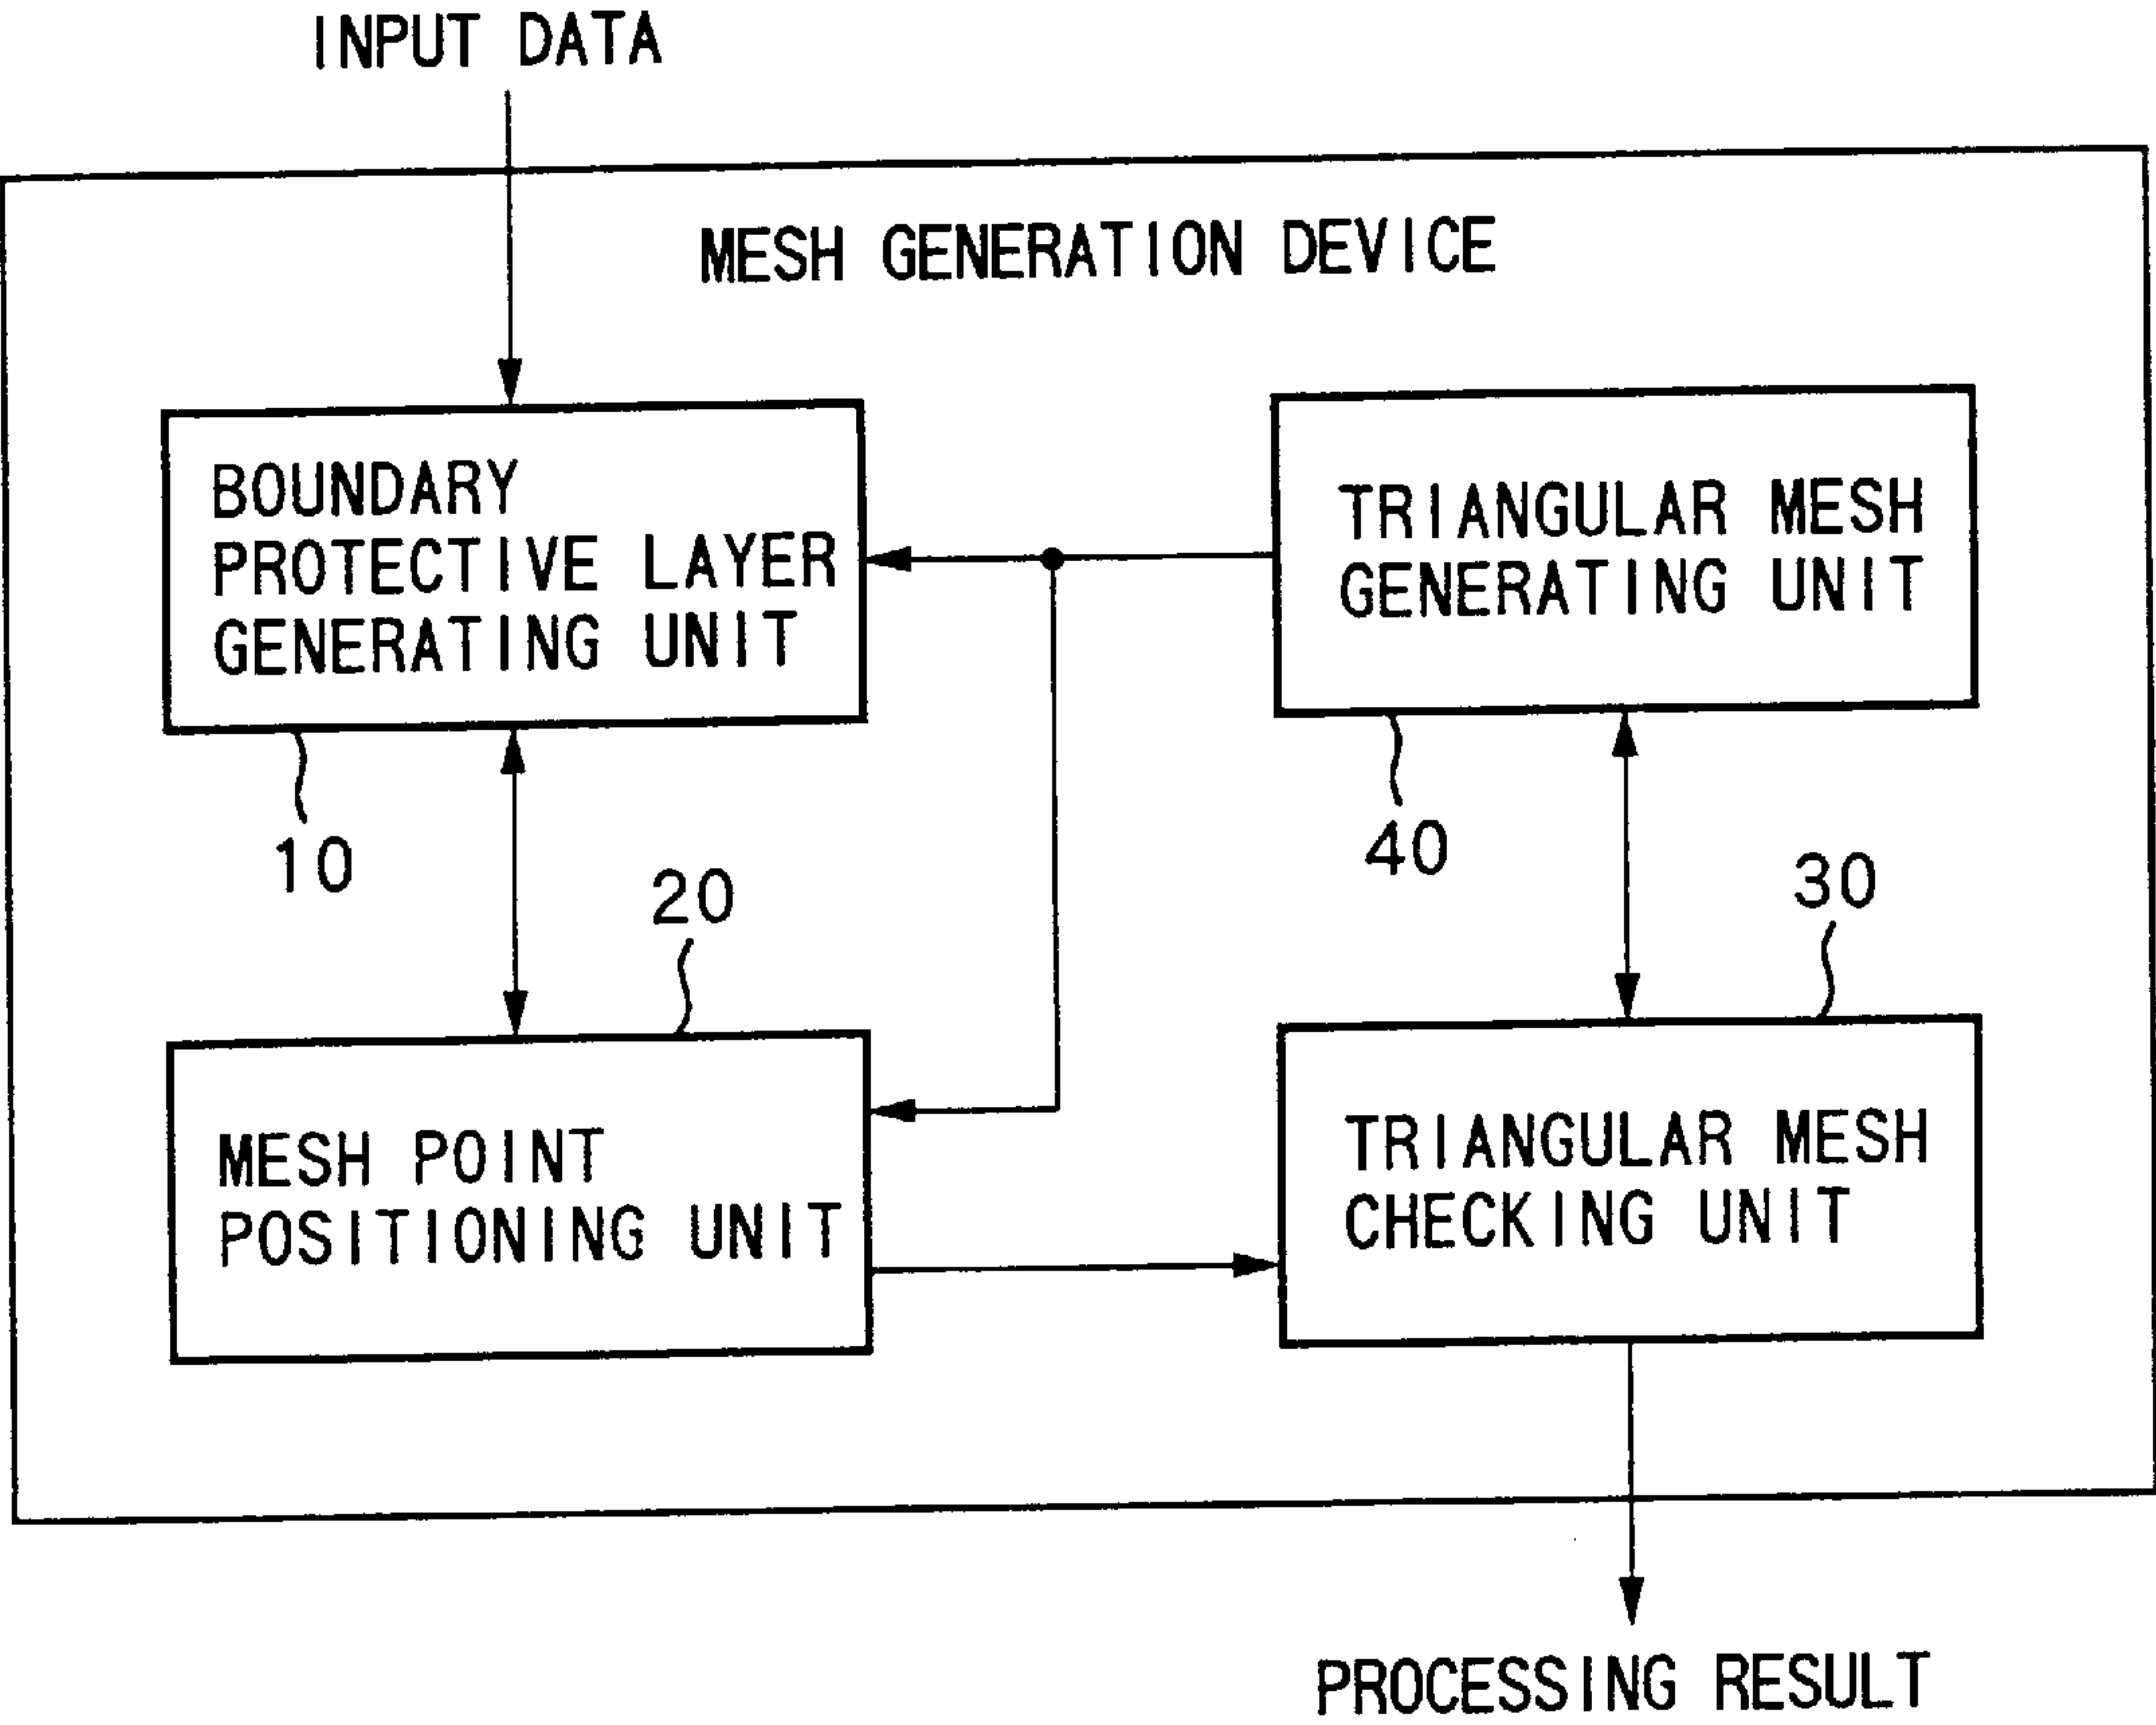 INPUT DATA
MESH GENERATION DEVICE
BOUNDARY
PROTECTIVE LAYER
GENERATING UNIT
TRIANGULAR MESH
GENERATING UNIT
10
40
20
30
MESH POINT
POSITIONING UNIT
TRIANGULAR MESH
CHECKING UNIT
PROCESSING RESULT